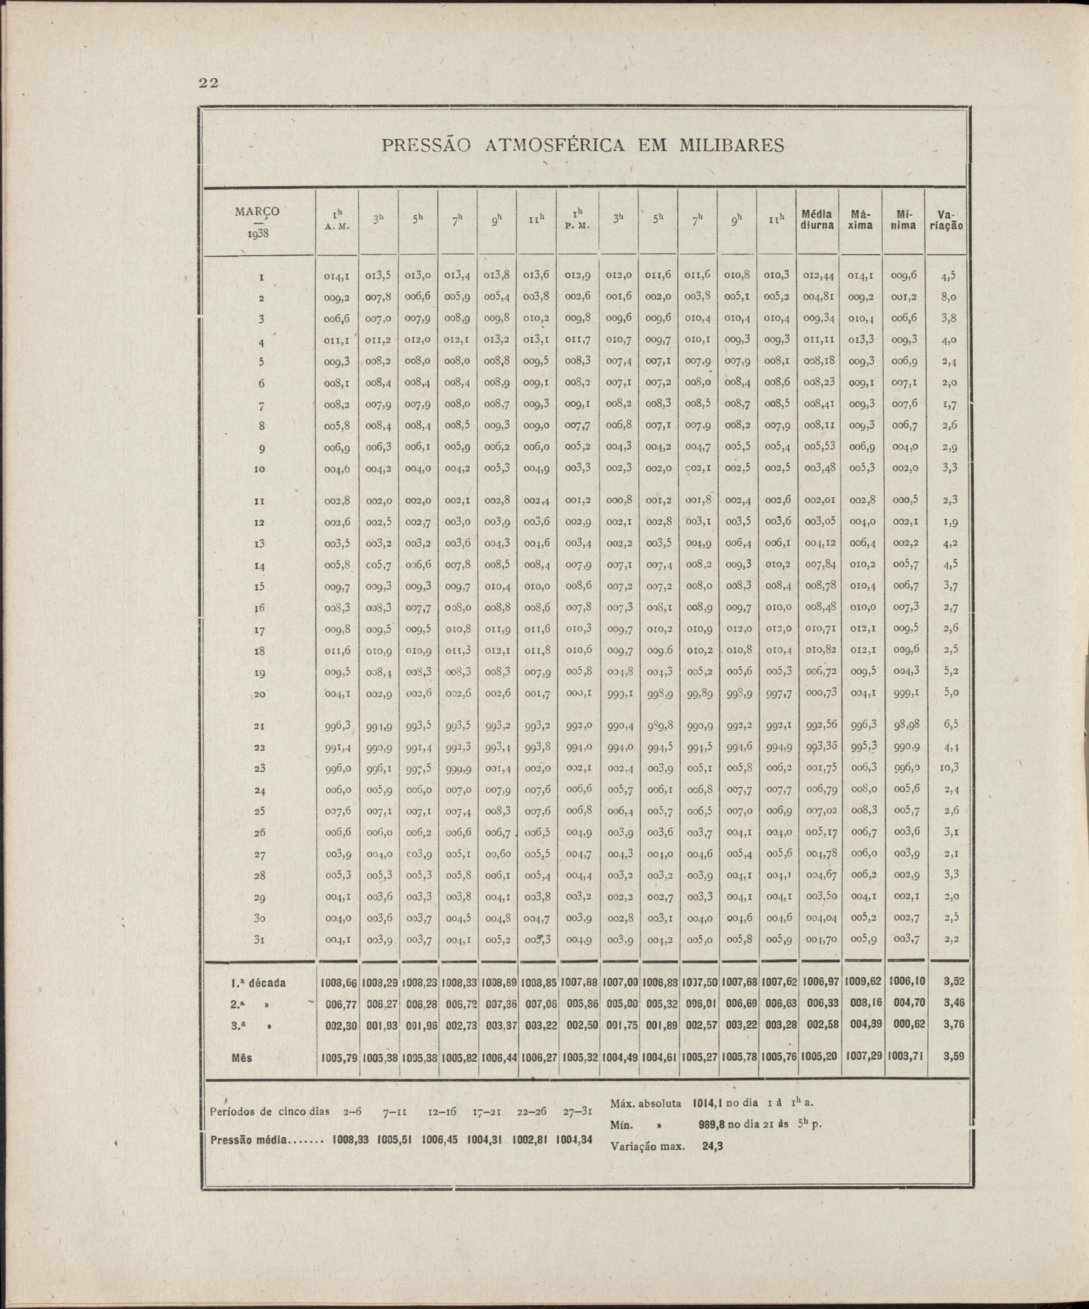 22
PRESSÃO ATMOSFÉRICA EM MILIBARES
MARÇO — 1938 1h A. M. 3h 5h 7h 9h 11h 1h P. M. 3h 5h 7h 9h 11h Média diurna Má-xima Mí-nima Va-riação
1 014,1 013,5 013,0 013,4 013,8 013,6 012,9 012,0 011,6 011,6 010,8 010,3 012,44 014,1 009,6 4,5
2 009,2 007,8 006,6 005,9 005,4 003,8 002,6 001,6 002,0 003,8 005,1 005,2 004,81 009,2 001,2 8,0
3 006,6 007,0 007,9 008,9 009,8 010,2 009,8 009,6 009,6 010,4 010,4 010,4 009,34 010,4 006,6 3,8
4 011,1 011,2 012,0 012,1 013,2 013,1 011,7 010,7 009,7 010,1 009,3 009,3 011,11 013,3 009,3 4,0
5 009,3 008,2 008,0 008,0 008,8 009,5 008,3 007,4 007,1 007,9 007,9 008,1 008,18 009,3 006,9 2,4
6 008,1 008,4 008,4 008,4 008,9 009,1 008,2 007,1 007,2 008,0 008,4 008,6 008,23 009,1 007,1 2,0
7 008,2 007,9 007,9 008,0 008,7 009,3 009,1 008,2 008,3 008,5 008,7 008,5 008,41 009,3 007,6 1,7
8 005,8 008,4 008,4 008,5 009,3 009,0 007,7 006,8 007,1 007,9 008,2 007,9 008,11 009,3 006,7 2,6
9 006,9 006,3 006,1 005,9 006,2 006,0 005,2 004,3 004,2 004,7 005,5 005,4 005,53 006,9 004,0 2,9
10 004,6 004,2 004,0 004,2 005,3 004,9 003,3 002,3 002,0 002,1 002,5 002,5 003,48 005,3 002,0 3,3
11 002,8 002,0 002,0 002,1 002,8 002,4 001,2 000,8 001,2 001,8 002,4 002,6 002,01 002,8 000,5 2,3
12 002,6 002,5 002,7 003,0 003,9 003,6 002,9 002,1 002,8 003,1 003,5 003,6 003,05 004,0 002,1 1,9
13 003,5 003,2 003,2 003,6 004,3 004,6 003,4 002,2 003,5 004,9 006,4 006,1 004,12 006,4 002,2 4,2
14 005,8 005,7 006,6 007,8 008,5 008,4 007,9 007,1 007,4 008,2 009,3 010,2 007,84 010,2 005,7 4,5
15 009,7 009,3 009,3 009,7 010,4 010,0 008,6 007,2 007,2 008,0 008,3 008,4 008,78 010,4 006,7 3,7
16 008,3 008,3 007,7 008,0 008,8 008,6 007,8 007,3 008,1 008,9 009,7 010,0 008,48 010,0 007,3 2,7
17 009,8 009,5 009,5 010,8 011,9 011,6 010,3 009,7 010,2 010,9 012,0 012,0 010,71 012,1 009,5 2,6
18 011,6 010,9 010,9 011,3 012,1 011,8 010,6 009,7 009,6 010,2 010,8 010,4 010,82 012,1 009,6 2,5
19 009,5 008,4 008,3 008,3 008,3 007,9 005,8 004,8 004,3 005,2 005,6 005,3 006,72 009,5 004,3 5,2
20 004,1 002,9 002,6 002,6 002,6 001,7 000,1 999,1 998,9 99,89 998,9 997,7 000,73 004,1 999,1 5,0
21 996,3 994,9 993,5 993,5 993,2 993,2 992,0 990,4 989,8 990,9 992,2 992,1 992,56 996,3 98,98 6,5
22 991,4 990,9 991,4 992,3 993,4 993,8 994,0 994,0 994,5 994,5 994,6 994,9 993,36 995,3 990,9 4,4
23 996,0 996,1 997,5 999,9 001,4 002,0 002,1 002,4 003,9 005,1 005,8 006,2 001,75 006,3 996,0 10,3
24 006,0 005,9 006,0 007,0 007,9 007,6 006,6 005,7 006,1 006,8 007,7 007,7 006,79 008,0 005,6 2,4
25 007,6 007,1 007,1 007,4 008,3 007,6 006,8 006,4 005,7 006,5 007,0 006,9 007,02 008,3 005,7 2,6
26 006,6 006,0 006,2 006,6 006,7 006,5 004,9 003,9 003,6 003,7 004,1 004,0 005,17 006,7 003,6 3,1
27 003,9 004,0 003,9 005,1 00,60 005,5 004,7 004,3 004,0 004,6 005,4 005,6 004,78 006,0 003,9 2,1
28 005,3 005,3 005,3 005,8 006,1 005,4 004,4 003,2 003,2 003,9 004,1 004,1 004,67 006,2 002,9 3,3
29 004,1 003,6 003,3 003,8 004,1 003,8 003,2 002,2 002,7 003,3 004,1 004,1 003,50 004,1 002,1 2,0
30 004,0 003,6 003,7 004,5 004,8 004,7 003,9 002,8 003,1 004,0 004,6 004,6 004,04 005,2 002,7 2,5
31 004,1 003,9 003,7 004,1 005,2 005,3 004,9 003,9 004,2 005,0 005,8 005,9 004,70 005,9 003,7 2,2
1.ª década 1008,66 1008,29 1008,23 1008,33 1008,89 1008,85 1007,88 1007,00 1006,88 1007,50 1007,68 1007,62 1006,97 1009,62 1006,10 3,52
2.ª » 006,77 006,27 006,28 006,72 007,36 007,06 005,86 005,00 005,32 006,01 006,69 006,63 006,33 008,16 004,70 3,46
3.ª » 002,30 001,93 001,96 002,73 003,37 003,22 002,50 001,75 001,89 002,57 003,22 003,28 002,58 004,39 000,62 3,76
Mês 1005,79 1005,38 1005,38 1005,82 1006,44 1006,27 1005,32 1004,49 1004,61 1005,27 1005,78 1005,76 1005,20 1007,29 1003,71 3,59
Períodos de cinco dias 2–6 7–11 12–16 17–21 22–26 27–31
Pressão média....... 1008,33 1005,51 1006,45 1004,31 1002,81 1004,34
Máx. absoluta 1014,1 no dia 1 à 1h a.
Mín. » 989,8 no dia 21 às 5h p.
Variação max. 24,3